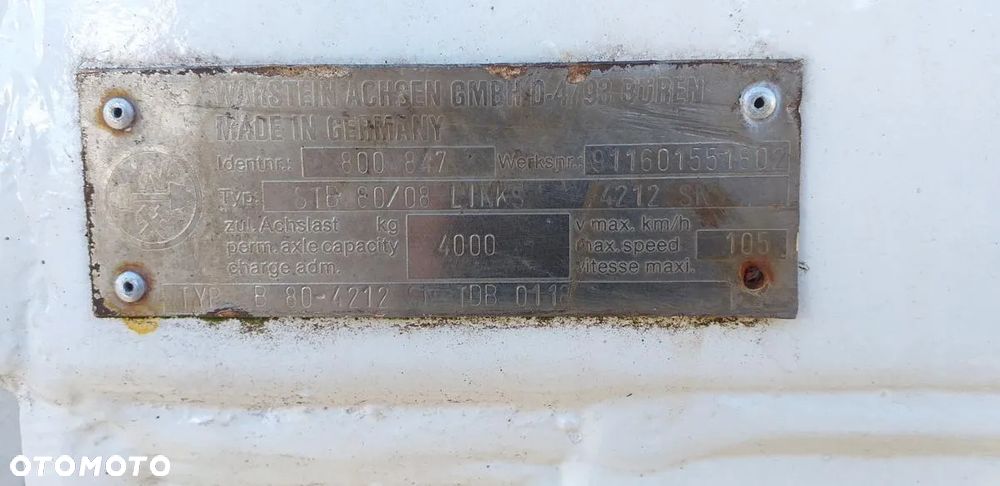 WARSTEIN ACHSEN GMBH D-4793 BÜREN
MADE IN GERMANY
Identnr.: 800 847 Werksnr.: 911601551602
Typ: STB 80/08 LINKS 4212
zul. Achslast kg 4000 v max. km/h 105
perm. axle capacity max. speed
charge adm. vitesse maxi.
TYP B 80-4212 TDB
OTOMOTO